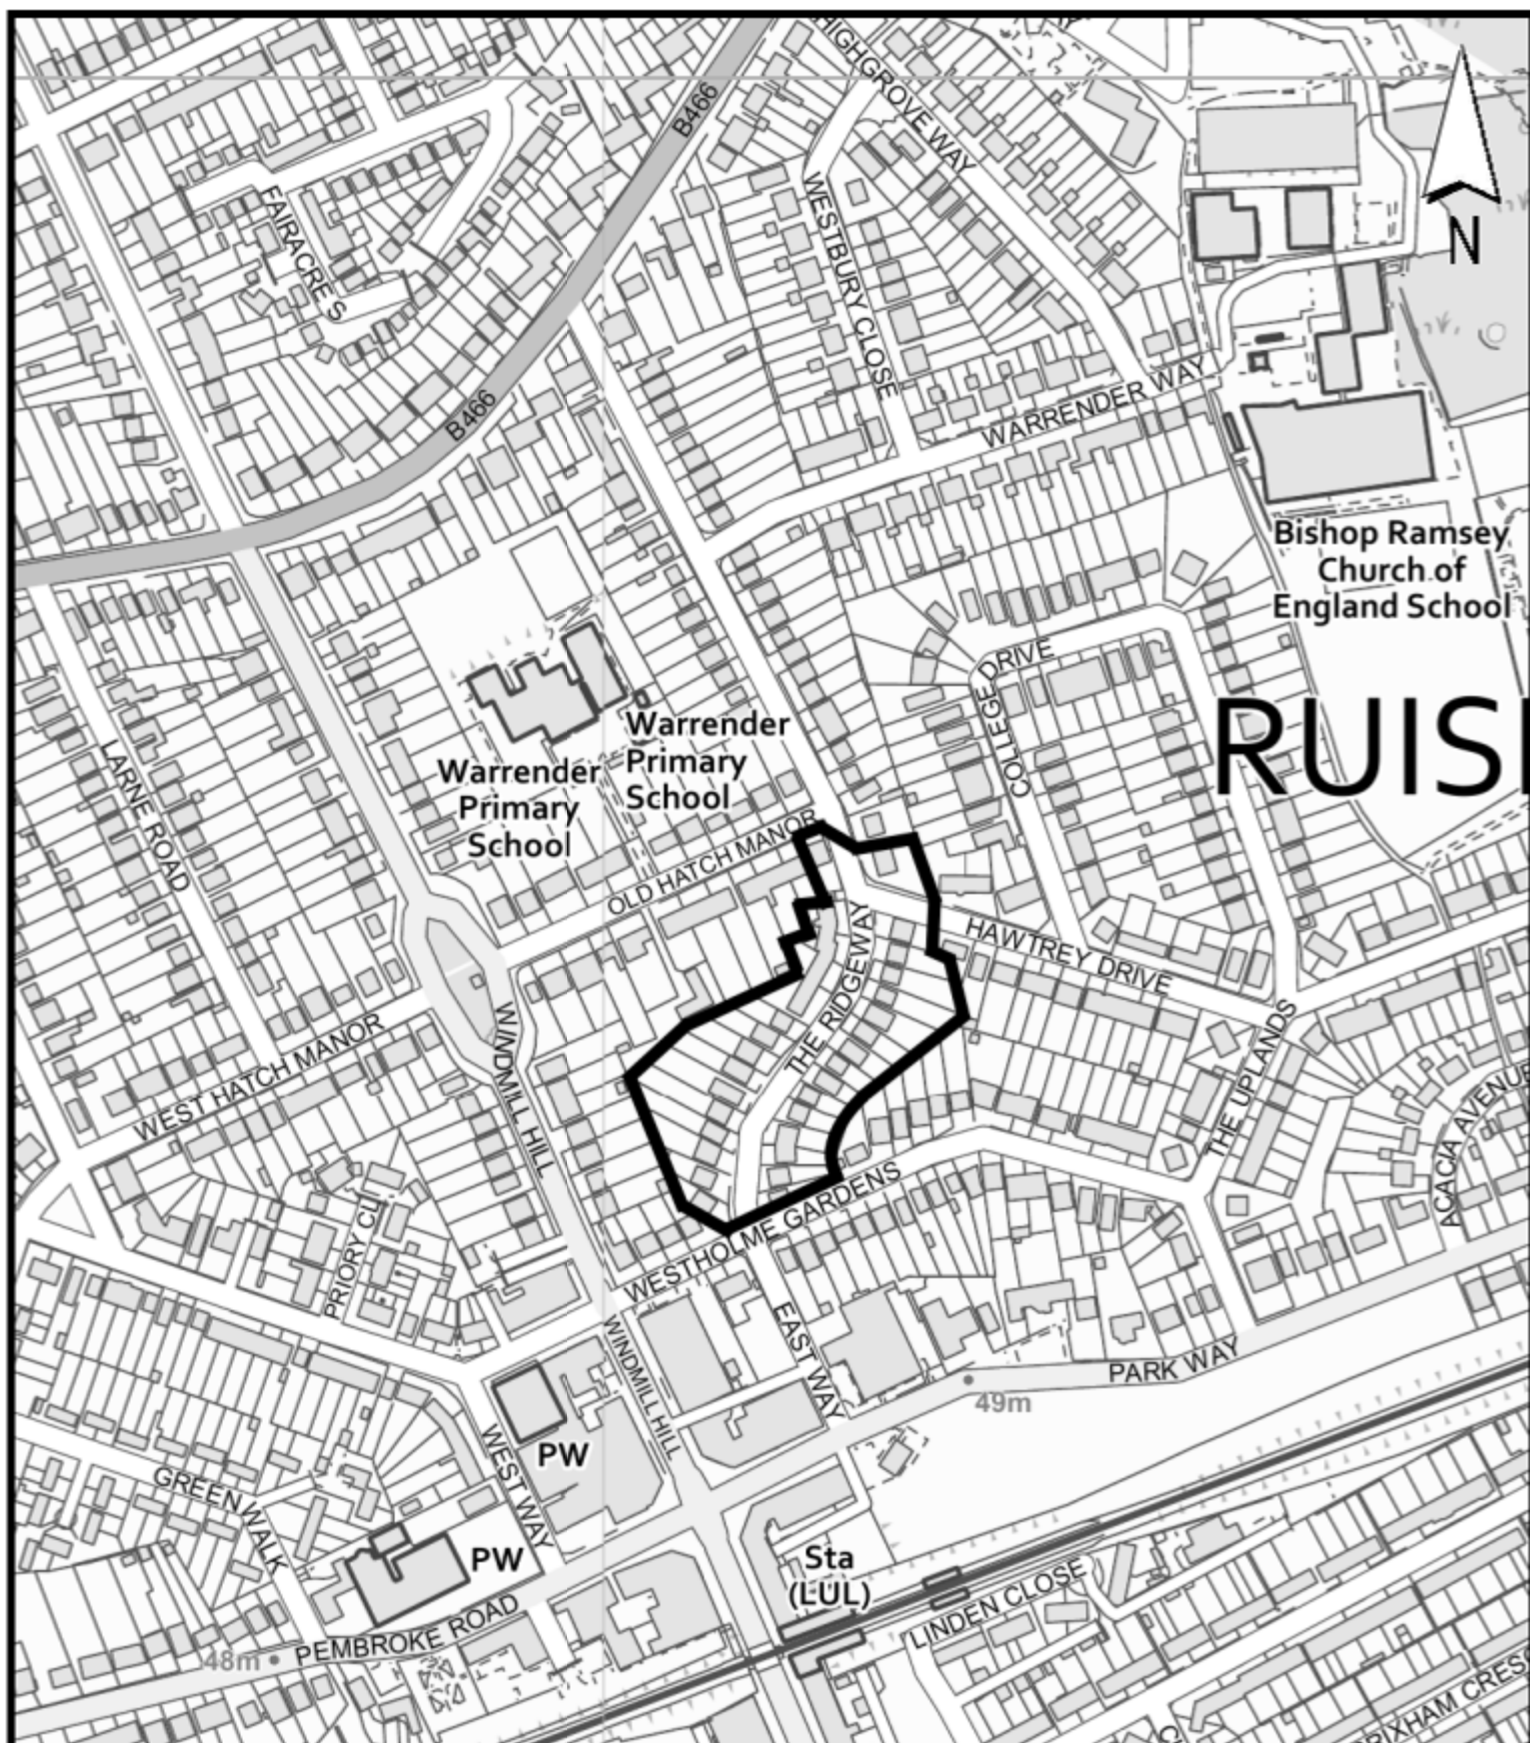 HIGHGROVE WAY
B466
N
WESTBURY CLOSE
FAIRACRES
B466
WARRENDER WAY
Bishop Ramsey
Church of
England School
COLLEGE DRIVE
RUIS
Warrender
Primary
School
Warrender
Primary
School
LARNE ROAD
OLD HATCH MANOR
THE RIDGEWAY
HAWTREY DRIVE
WINDMILL HILL
WEST HATCH MANOR
THE UPLANDS
ACACIA AVENUE
PRIORY CL
WESTHOLME GARDENS
EAST WAY
WINDMILL HILL
PARK WAY
49m
PW
WEST WAY
GREEN WALK
PW
Sta
(LUL)
LINDEN CLOSE
PEMBROKE ROAD
48m
RIXHAM CRESC